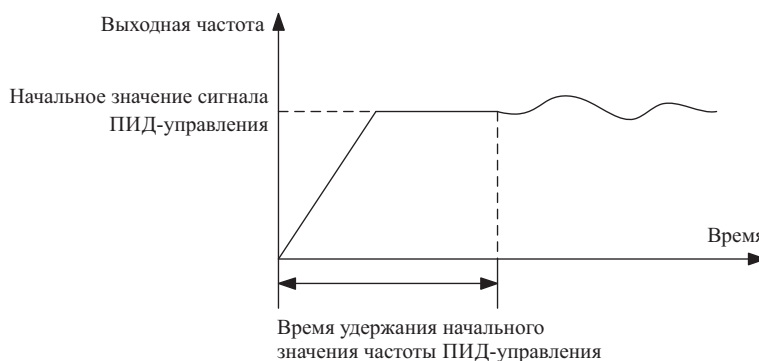 Выходная частота
Начальное значение сигнала
ПИД-управления
Время
Время удержания начального
значения частоты ПИД-управления